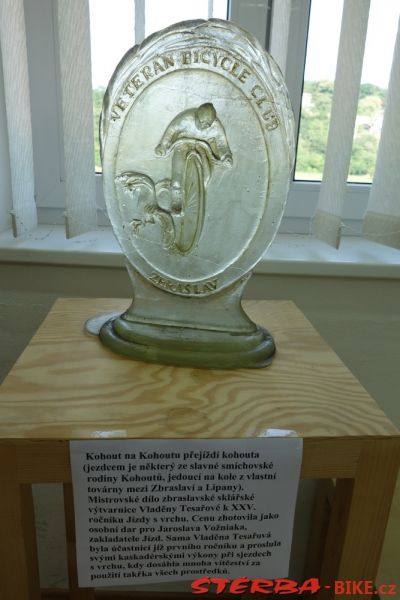 VETERAN BICYCLE CLUB
ZBRASLAV
Kohout na Kohoutu přejíždí kohouta
(jezdcem je některý ze slavné smíchovské
rodiny Kohoutů, jedoucí na kole z vlastní
továrny mezi Zbraslaví a Lipany).
Mistrovské dílo zbraslavské sklářské
výtvarnice Vladěny Tesařové k XXV.
ročníku Jízdy s vrchu. Cenu zhotovila jako
osobní dar pro Jaroslava Vožniaka,
zakladatele Jízd. Sama Vladěna Tesařová
byla účastnicí již prvního ročníku a proslula
svými kaskadérskými výkony při sjezdech
s vrchu, kdy dosáhla mnoha vítězství za
použití takřka všech prostředků.
© STĚRBA-BIKE.cz